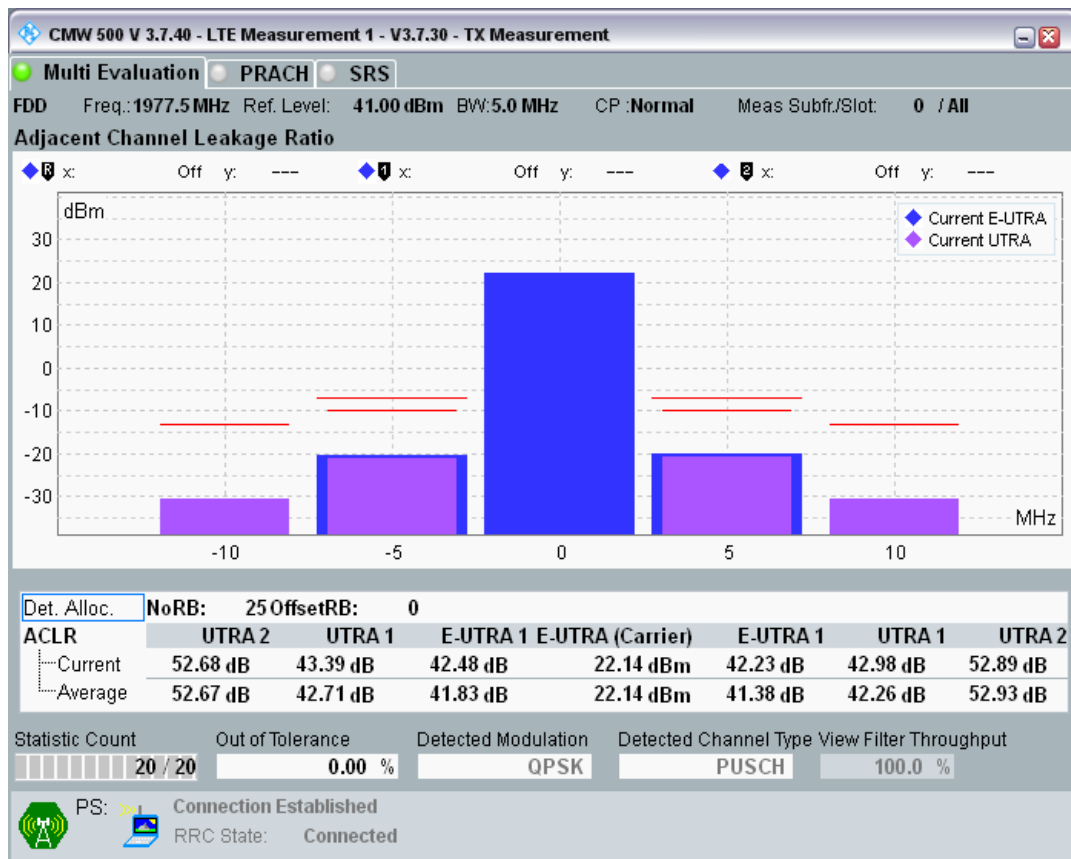 CMW 500 V 3.7.40 - LTE Measurement 1 - V3.7.30 - TX Measurement
Multi Evaluation PRACH SRS
FDD Freq.: 1977.5 MHz Ref. Level: 41.00 dBm BW: 5.0 MHz CP : Normal Meas Subfr./Slot: 0 / All
Adjacent Channel Leakage Ratio
R x: Off y: --- 1 x: Off y: --- 2 x: Off y: ---
dBm
Current E-UTRA
Current UTRA
30
20
10
0
-10
-20
-30
MHz
-10 -5 0 5 10
Det. Alloc. NoRB: 25 OffsetRB: 0
ACLR UTRA 2 UTRA 1 E-UTRA 1 E-UTRA (Carrier) E-UTRA 1 UTRA 1 UTRA 2
Current 52.68 dB 43.39 dB 42.48 dB 22.14 dBm 42.23 dB 42.98 dB 52.89 dB
Average 52.67 dB 42.71 dB 41.83 dB 22.14 dBm 41.38 dB 42.26 dB 52.93 dB
Statistic Count Out of Tolerance Detected Modulation Detected Channel Type View Filter Throughput
20 / 20 0.00 % QPSK PUSCH 100.0 %
PS: Connection Established
RRC State: Connected